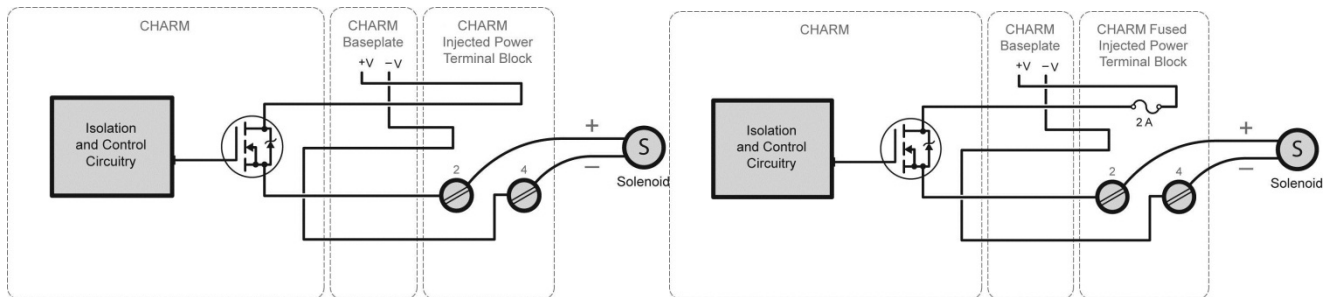 CHARM
CHARM
Baseplate
CHARM
Injected Power
Terminal Block
+V
−V
Isolation
and Control
Circuitry
2
4
+
−
S
Solenoid
CHARM
CHARM
Baseplate
CHARM Fused
Injected Power
Terminal Block
+V
−V
2 A
Isolation
and Control
Circuitry
2
4
+
−
S
Solenoid